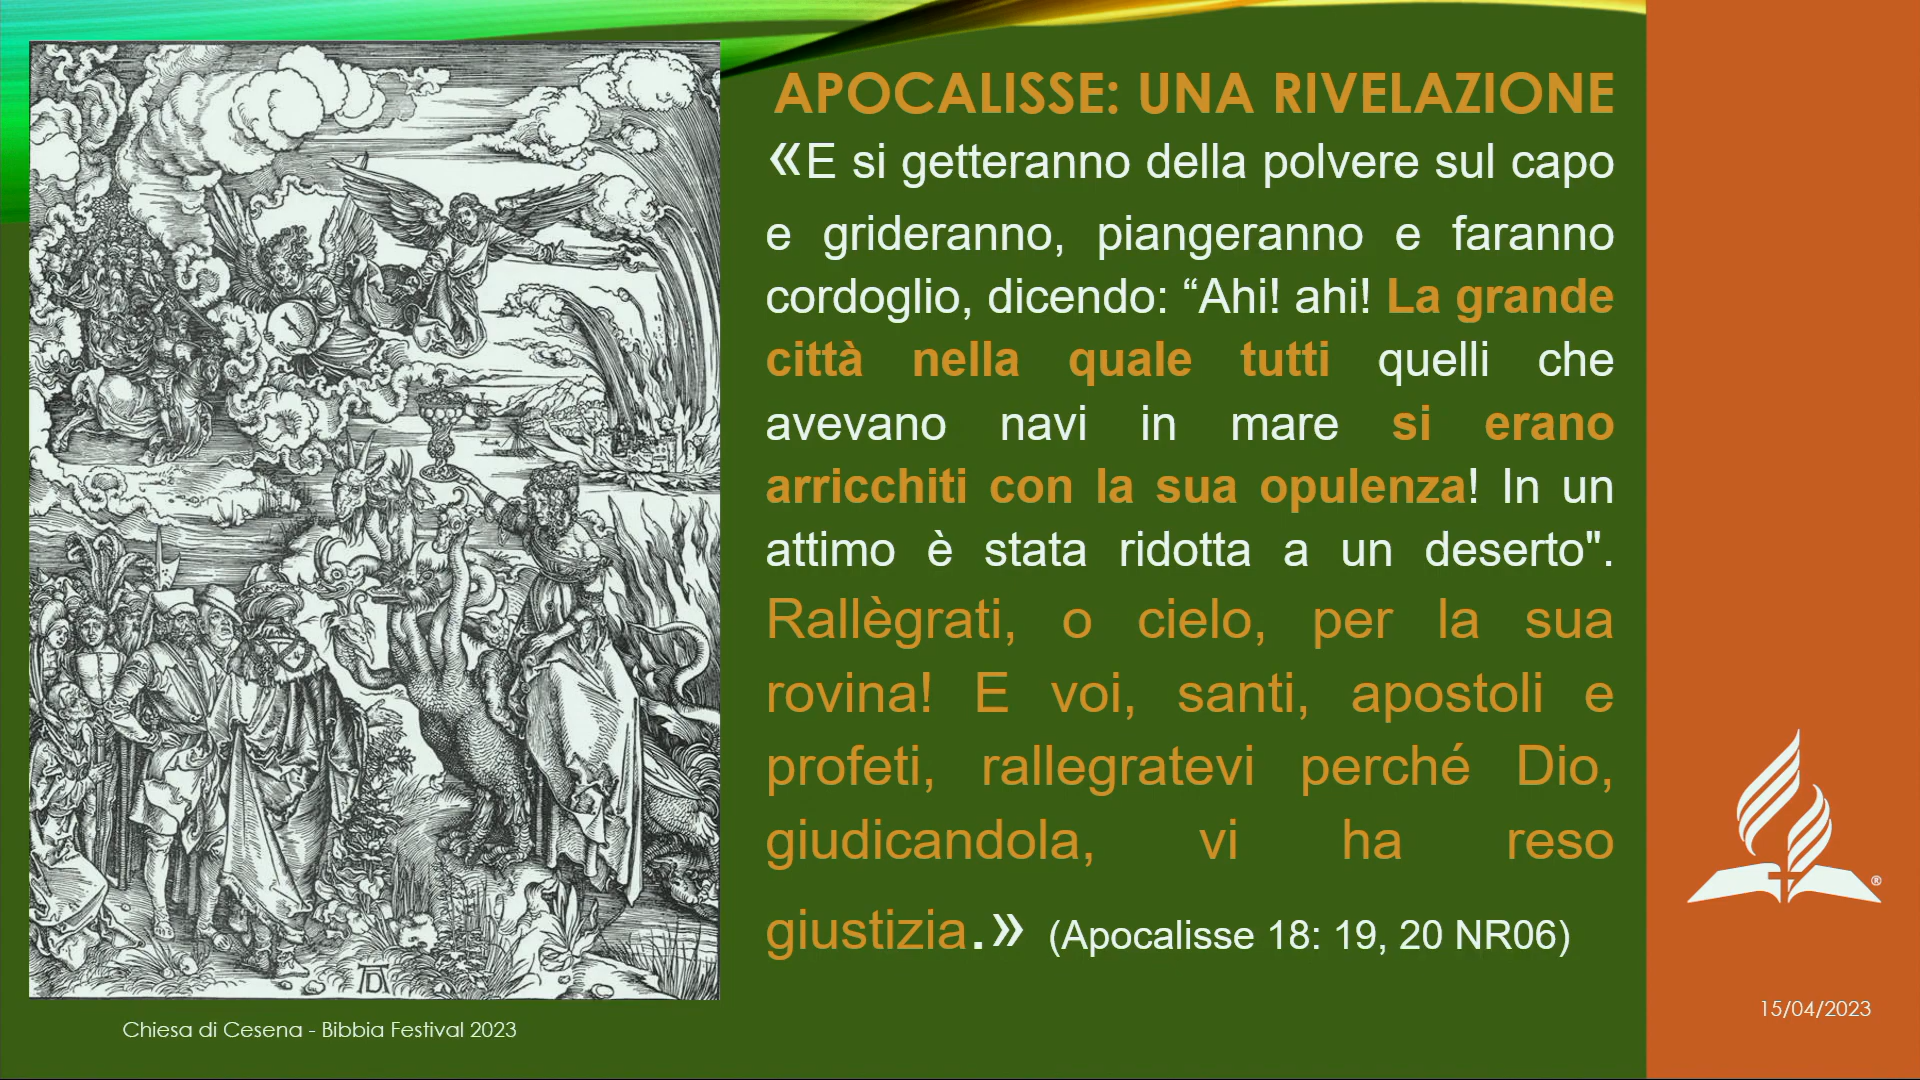 APOCALISSE: UNA RIVELAZIONE
«E si getteranno della polvere sul capo
e grideranno, piangeranno e faranno
cordoglio, dicendo: “Ahi! ahi! La grande
città nella quale tutti quelli che
avevano navi in mare si erano
arricchiti con la sua opulenza! In un
attimo è stata ridotta a un deserto".
Rallègrati, o cielo, per la sua
rovina! E voi, santi, apostoli e
profeti, rallegratevi perché Dio,
giudicandola, vi ha reso
giustizia.» (Apocalisse 18: 19, 20 NR06)
AD
®
15/04/2023
Chiesa di Cesena - Bibbia Festival 2023